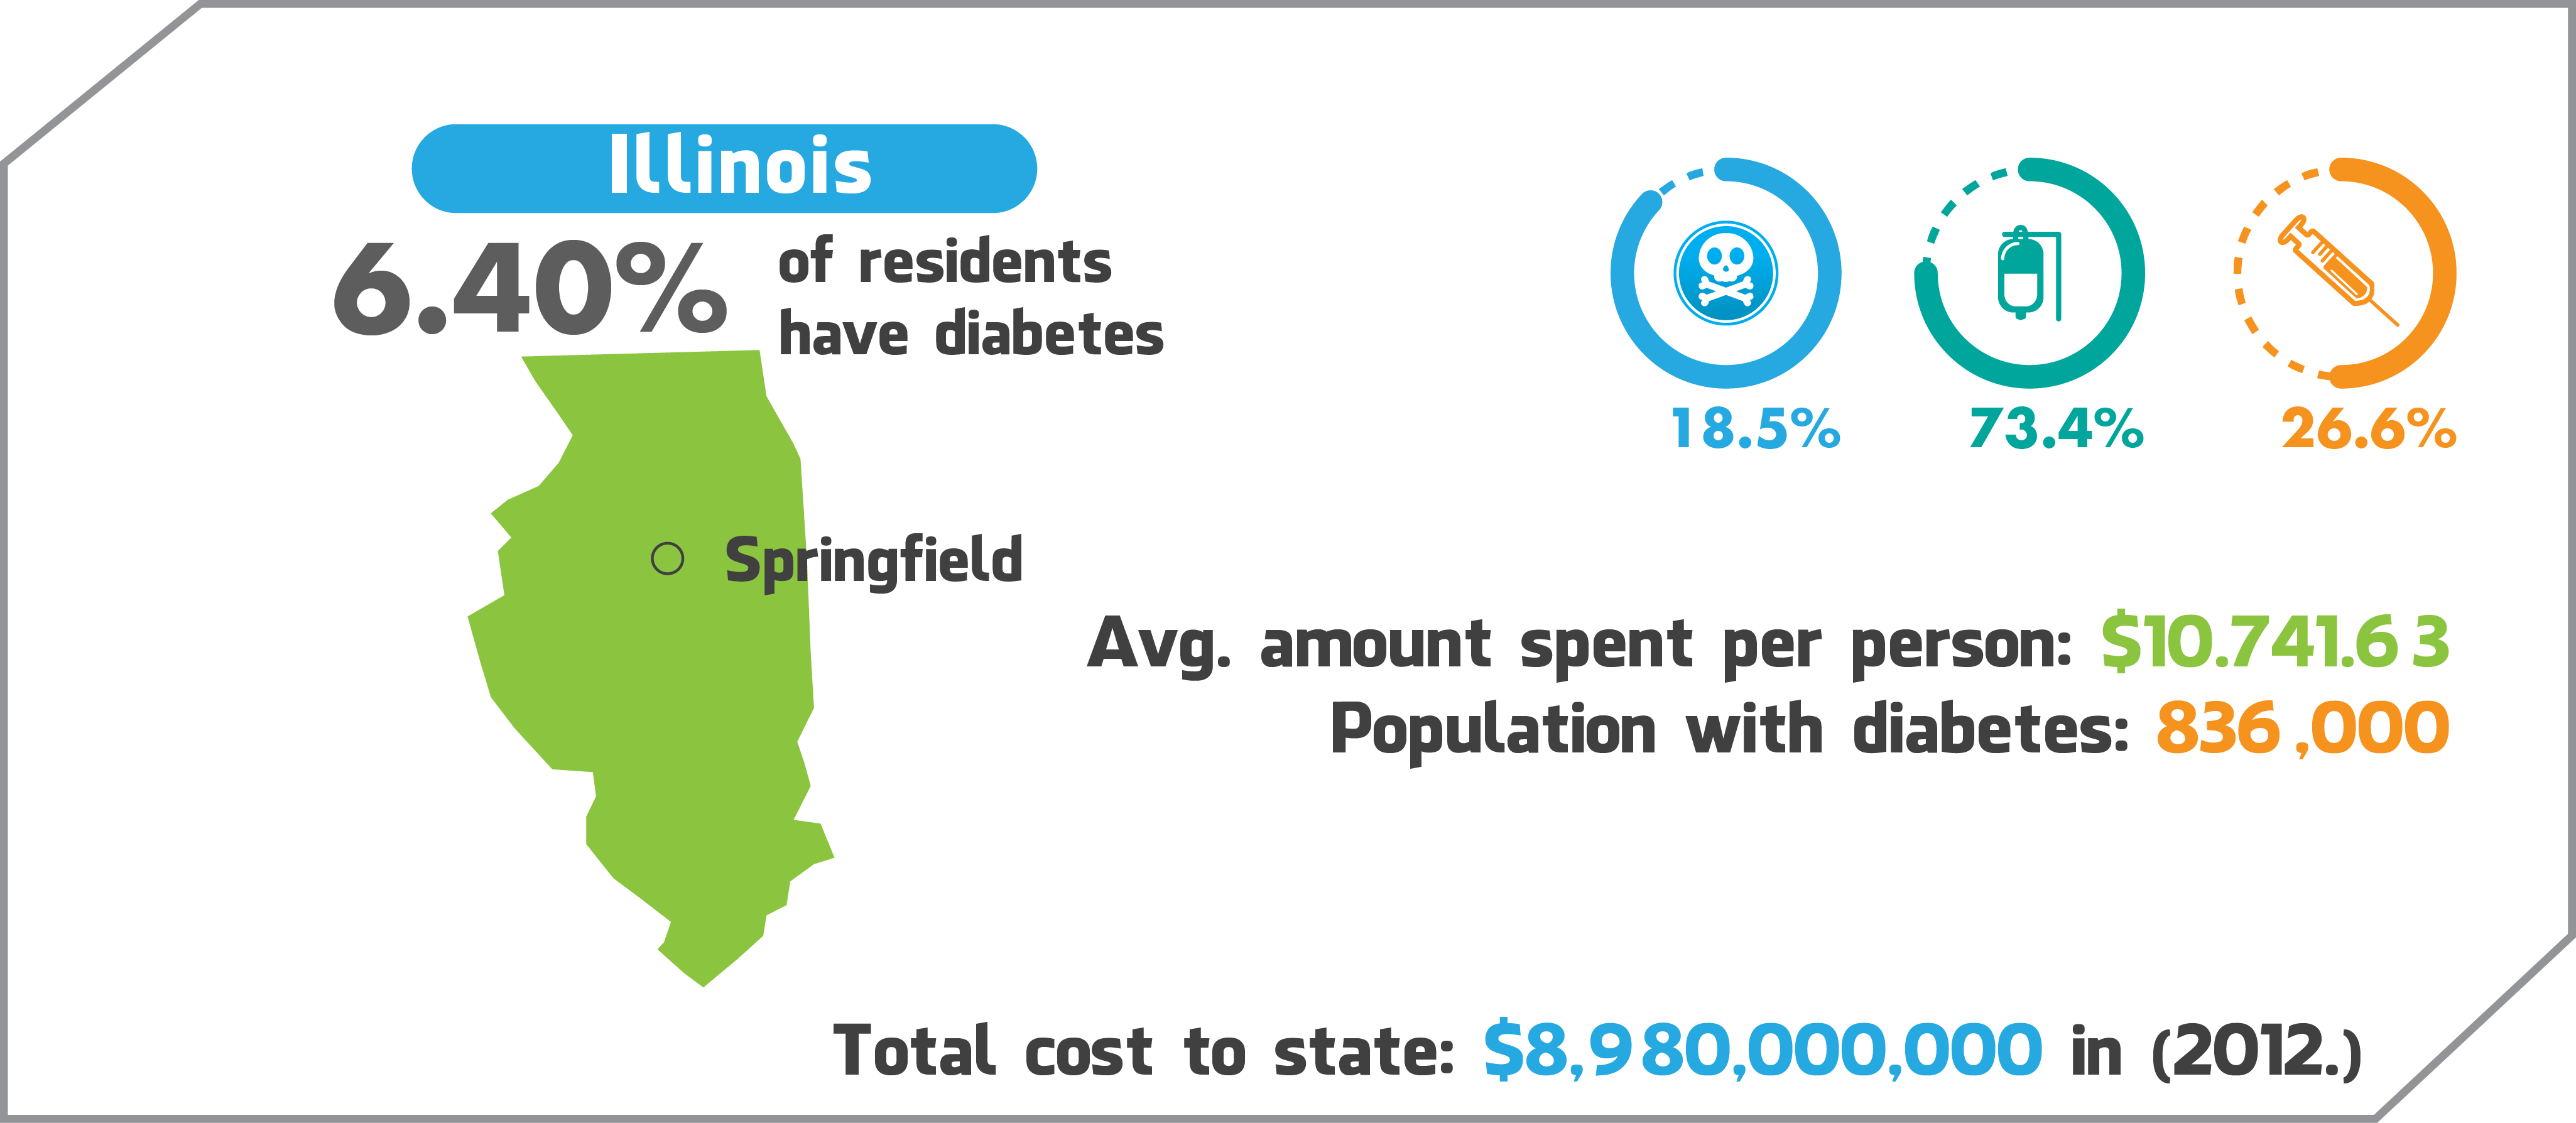 Illinois
6.40% of residents
have diabetes
18.5% 73.4% 26.6%
Springfield
Avg. amount spent per person: $10.741.63
Population with diabetes: 836,000
Total cost to state: $8,980,000,000 in (2012.)